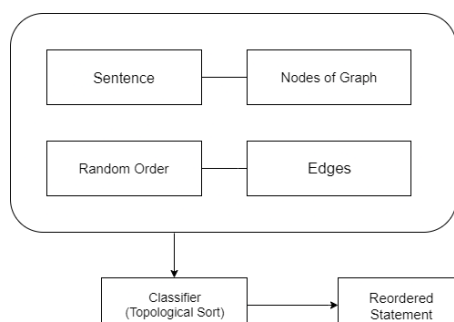 Sentence
Nodes of Graph
Random Order
Edges
Classifier
(Topological Sort)
Reordered
Statement